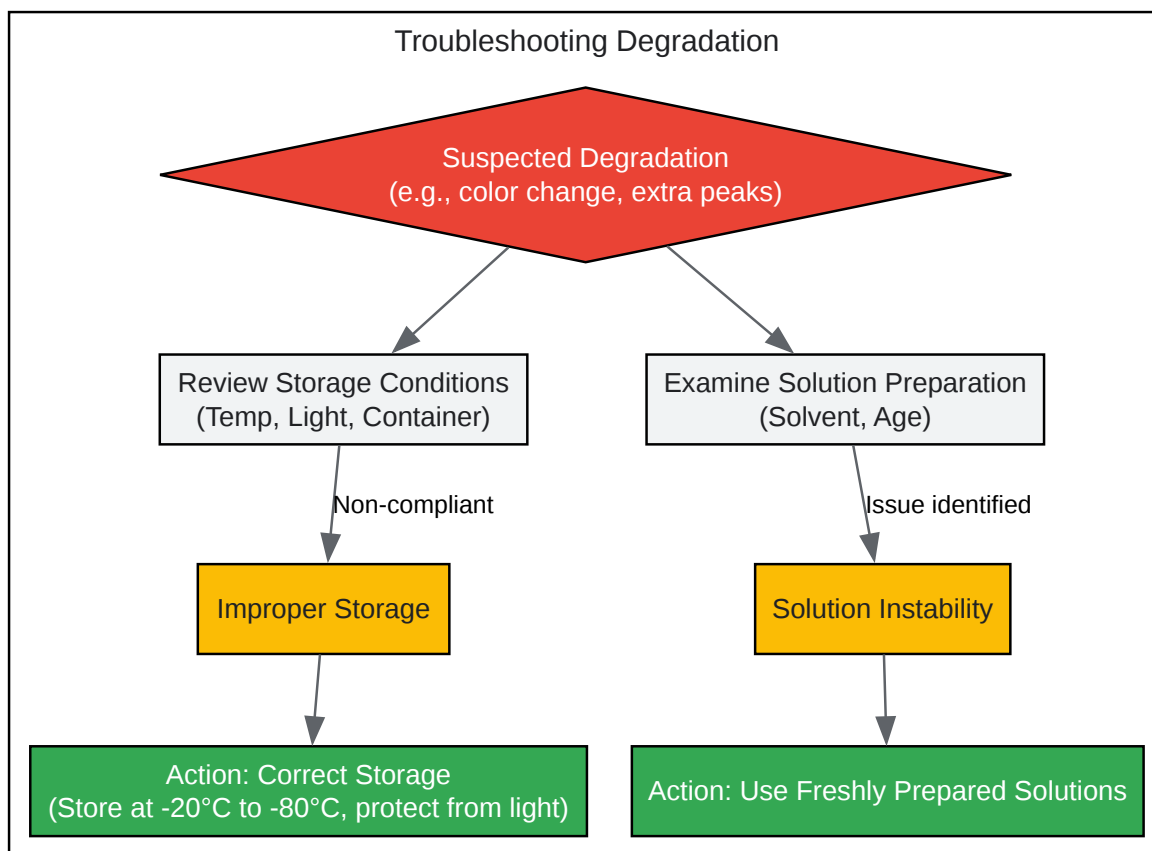 Troubleshooting Degradation
Suspected Degradation
(e.g., color change, extra peaks)
Review Storage Conditions
(Temp, Light, Container)
Examine Solution Preparation
(Solvent, Age)
Non-compliant
Issue identified
Improper Storage
Solution Instability
Action: Correct Storage
(Store at -20°C to -80°C, protect from light)
Action: Use Freshly Prepared Solutions